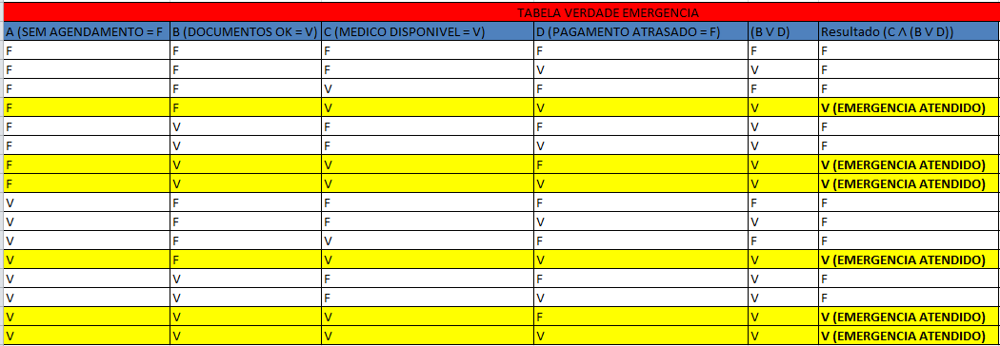 TABELA VERDADE EMERGENCIA
A (SEM AGENDAMENTO = F B (DOCUMENTOS OK = V) C (MEDICO DISPONIVEL = V) D (PAGAMENTO ATRASADO = F) (B V D) Resultado (C Λ (B V D))
F F F F F F
F F F V V F
F F V F F F
F F V V V V (EMERGENCIA ATENDIDO)
F V F F V F
F V F V V F
F V V F V V (EMERGENCIA ATENDIDO)
F V V V V V (EMERGENCIA ATENDIDO)
V F F F F F
V F F V V F
V F V F F F
V F V V V V (EMERGENCIA ATENDIDO)
V V F F V F
V V F V V F
V V V F V V (EMERGENCIA ATENDIDO)
V V V V V V (EMERGENCIA ATENDIDO)